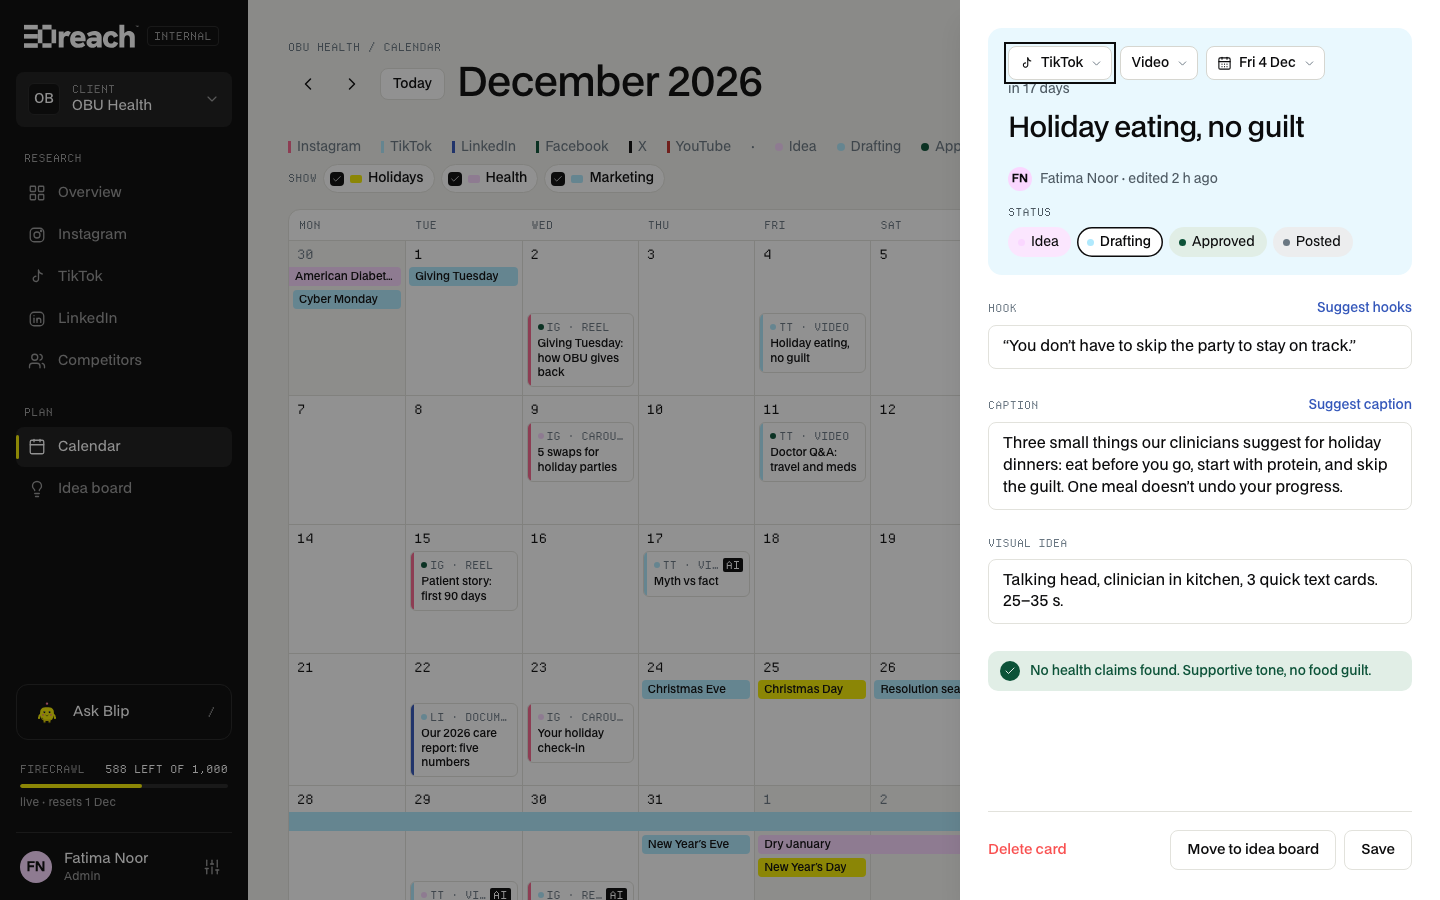 reach
INTERNAL
OB
CLIENT
OBU Health
RESEARCH
Overview
Instagram
TikTok
LinkedIn
Competitors
PLAN
Calendar
Idea board
Ask Blip
/
FIRECRAWL 588 LEFT OF 1,000
live · resets 1 Dec
FN
Fatima Noor
Admin
OBU HEALTH / CALENDAR
Today
December 2026
Instagram TikTok LinkedIn Facebook X YouTube · Idea Drafting App
SHOW Holidays Health Marketing
MON TUE WED THU FRI SAT
30 1 2 3 4 5
American Diabet...
Giving Tuesday
Cyber Monday
IG · REEL
Giving Tuesday:
how OBU gives
back
TT · VIDEO
Holiday eating,
no guilt
7 8 9 10 11 12
IG · CAROU...
5 swaps for
holiday parties
TT · VIDEO
Doctor Q&A:
travel and meds
14 15 16 17 18 19
IG · REEL
Patient story:
first 90 days
TT · VI... AI
Myth vs fact
21 22 23 24 25 26
Christmas Eve
Christmas Day
Resolution sea
LI · DOCUM...
Our 2026 care
report: five
numbers
IG · CAROU...
Your holiday
check-in
28 29 30 31 1 2
New Year's Eve
Dry January
New Year's Day
TT · VI... AI
IG · RE... AI
TikTok
Video
Fri 4 Dec
in 17 days
Holiday eating, no guilt
FN
Fatima Noor · edited 2 h ago
STATUS
Idea
Drafting
Approved
Posted
HOOK
Suggest hooks
“You don’t have to skip the party to stay on track.”
CAPTION
Suggest caption
Three small things our clinicians suggest for holiday
dinners: eat before you go, start with protein, and skip
the guilt. One meal doesn’t undo your progress.
VISUAL IDEA
Talking head, clinician in kitchen, 3 quick text cards.
25–35 s.
No health claims found. Supportive tone, no food guilt.
Delete card
Move to idea board
Save